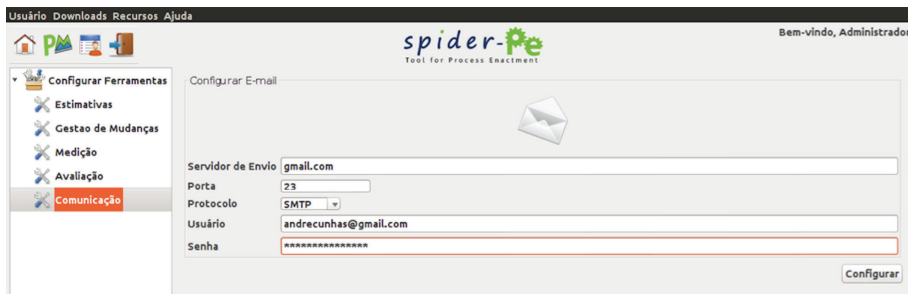 Usuário Downloads Recursos Ajuda
Bem-vindo, Administrador
PM
spider-Pe
Tool for Process Enactment
Configurar Ferramentas
Estimativas
Gestao de Mudanças
Medição
Avaliação
Comunicação
Configurar E-mail
Servidor de Envio gmail.com
Porta 23
Protocolo SMTP
Usuário andrecunhas@gmail.com
Senha ***************
Configurar